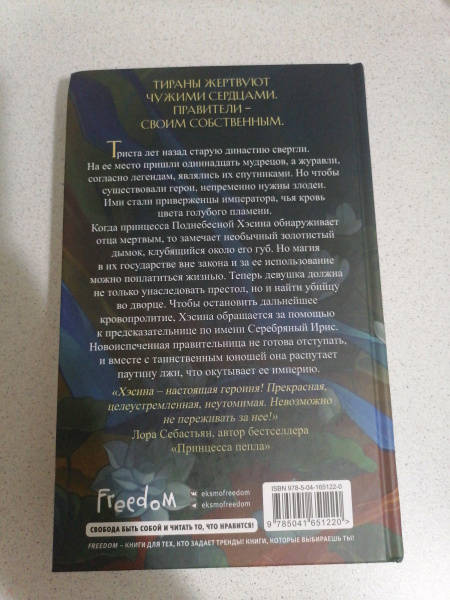 ТИРАНЫ ЖЕРТВУЮТ
ЧУЖИМИ СЕРДЦАМИ.
ПРАВИТЕЛИ –
СВОИМ СОБСТВЕННЫМ.
Триста лет назад старую династию свергли.
На ее место пришли одиннадцать мудрецов, а журавли,
согласно легендам, являлись их спутниками. Но чтобы
существовали герои, непременно нужны злодеи.
Ими стали приверженцы императора, чья кровь
цвета голубого пламени.
Когда принцесса Поднебесной Хэсина обнаруживает
отца мертвым, то замечает необычный золотистый
дымок, клубящийся около его губ. Но магия
в их государстве вне закона и за ее использование
можно поплатиться жизнью. Теперь девушка должна
не только унаследовать престол, но и найти убийцу
во дворце. Чтобы остановить дальнейшее
кровопролитие, Хэсина обращается за помощью
к предсказательнице по имени Серебряный Ирис.
Новоиспеченная правительница не готова отступать,
и вместе с таинственным юношей она распутает
паутину лжи, что окутывает ее империю.
«Хэсина – настоящая героиня! Прекрасная,
целеустремленная, неутомимая. Невозможно
не переживать за нее!»
Лора Себастьян, автор бестселлера
«Принцесса пепла»
Freedom
eksmofreedom
eksmofreedom
СВОБОДА БЫТЬ СОБОЙ И ЧИТАТЬ ТО, ЧТО НРАВИТСЯ!
FREEDOM – КНИГИ ДЛЯ ТЕХ, КТО ЗАДАЕТ ТРЕНДЫ! КНИГИ, КОТОРЫЕ ВЫБИРАЕШЬ ТЫ!
ISBN 978-5-04-165122-0
9 785041 651220 >